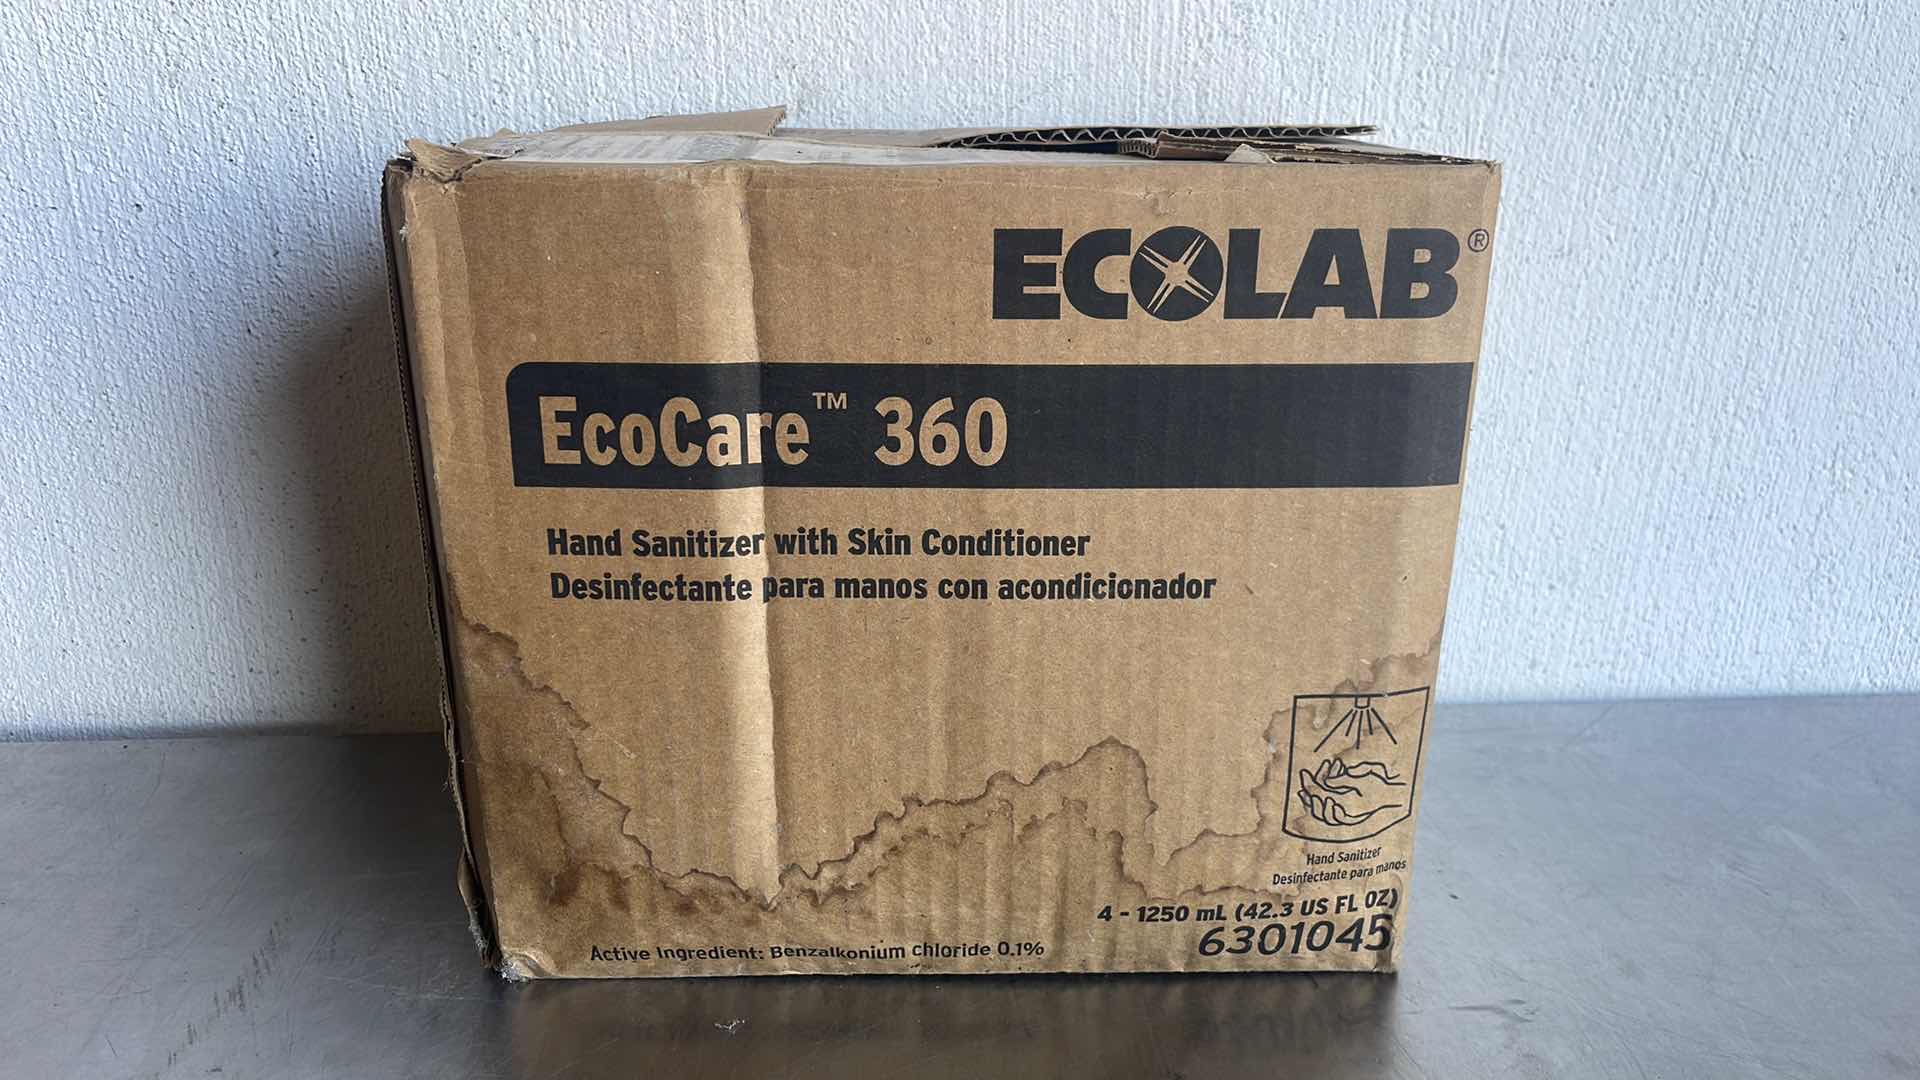 ECOLAB®
EcoCare™ 360
Hand Sanitizer with Skin Conditioner
Desinfectante para manos con acondicionador
Hand Sanitizer
Desinfectante para manos
4 - 1250 mL (42.3 US FL OZ)
6301045
Active Ingredient: Benzalkonium chloride 0.1%